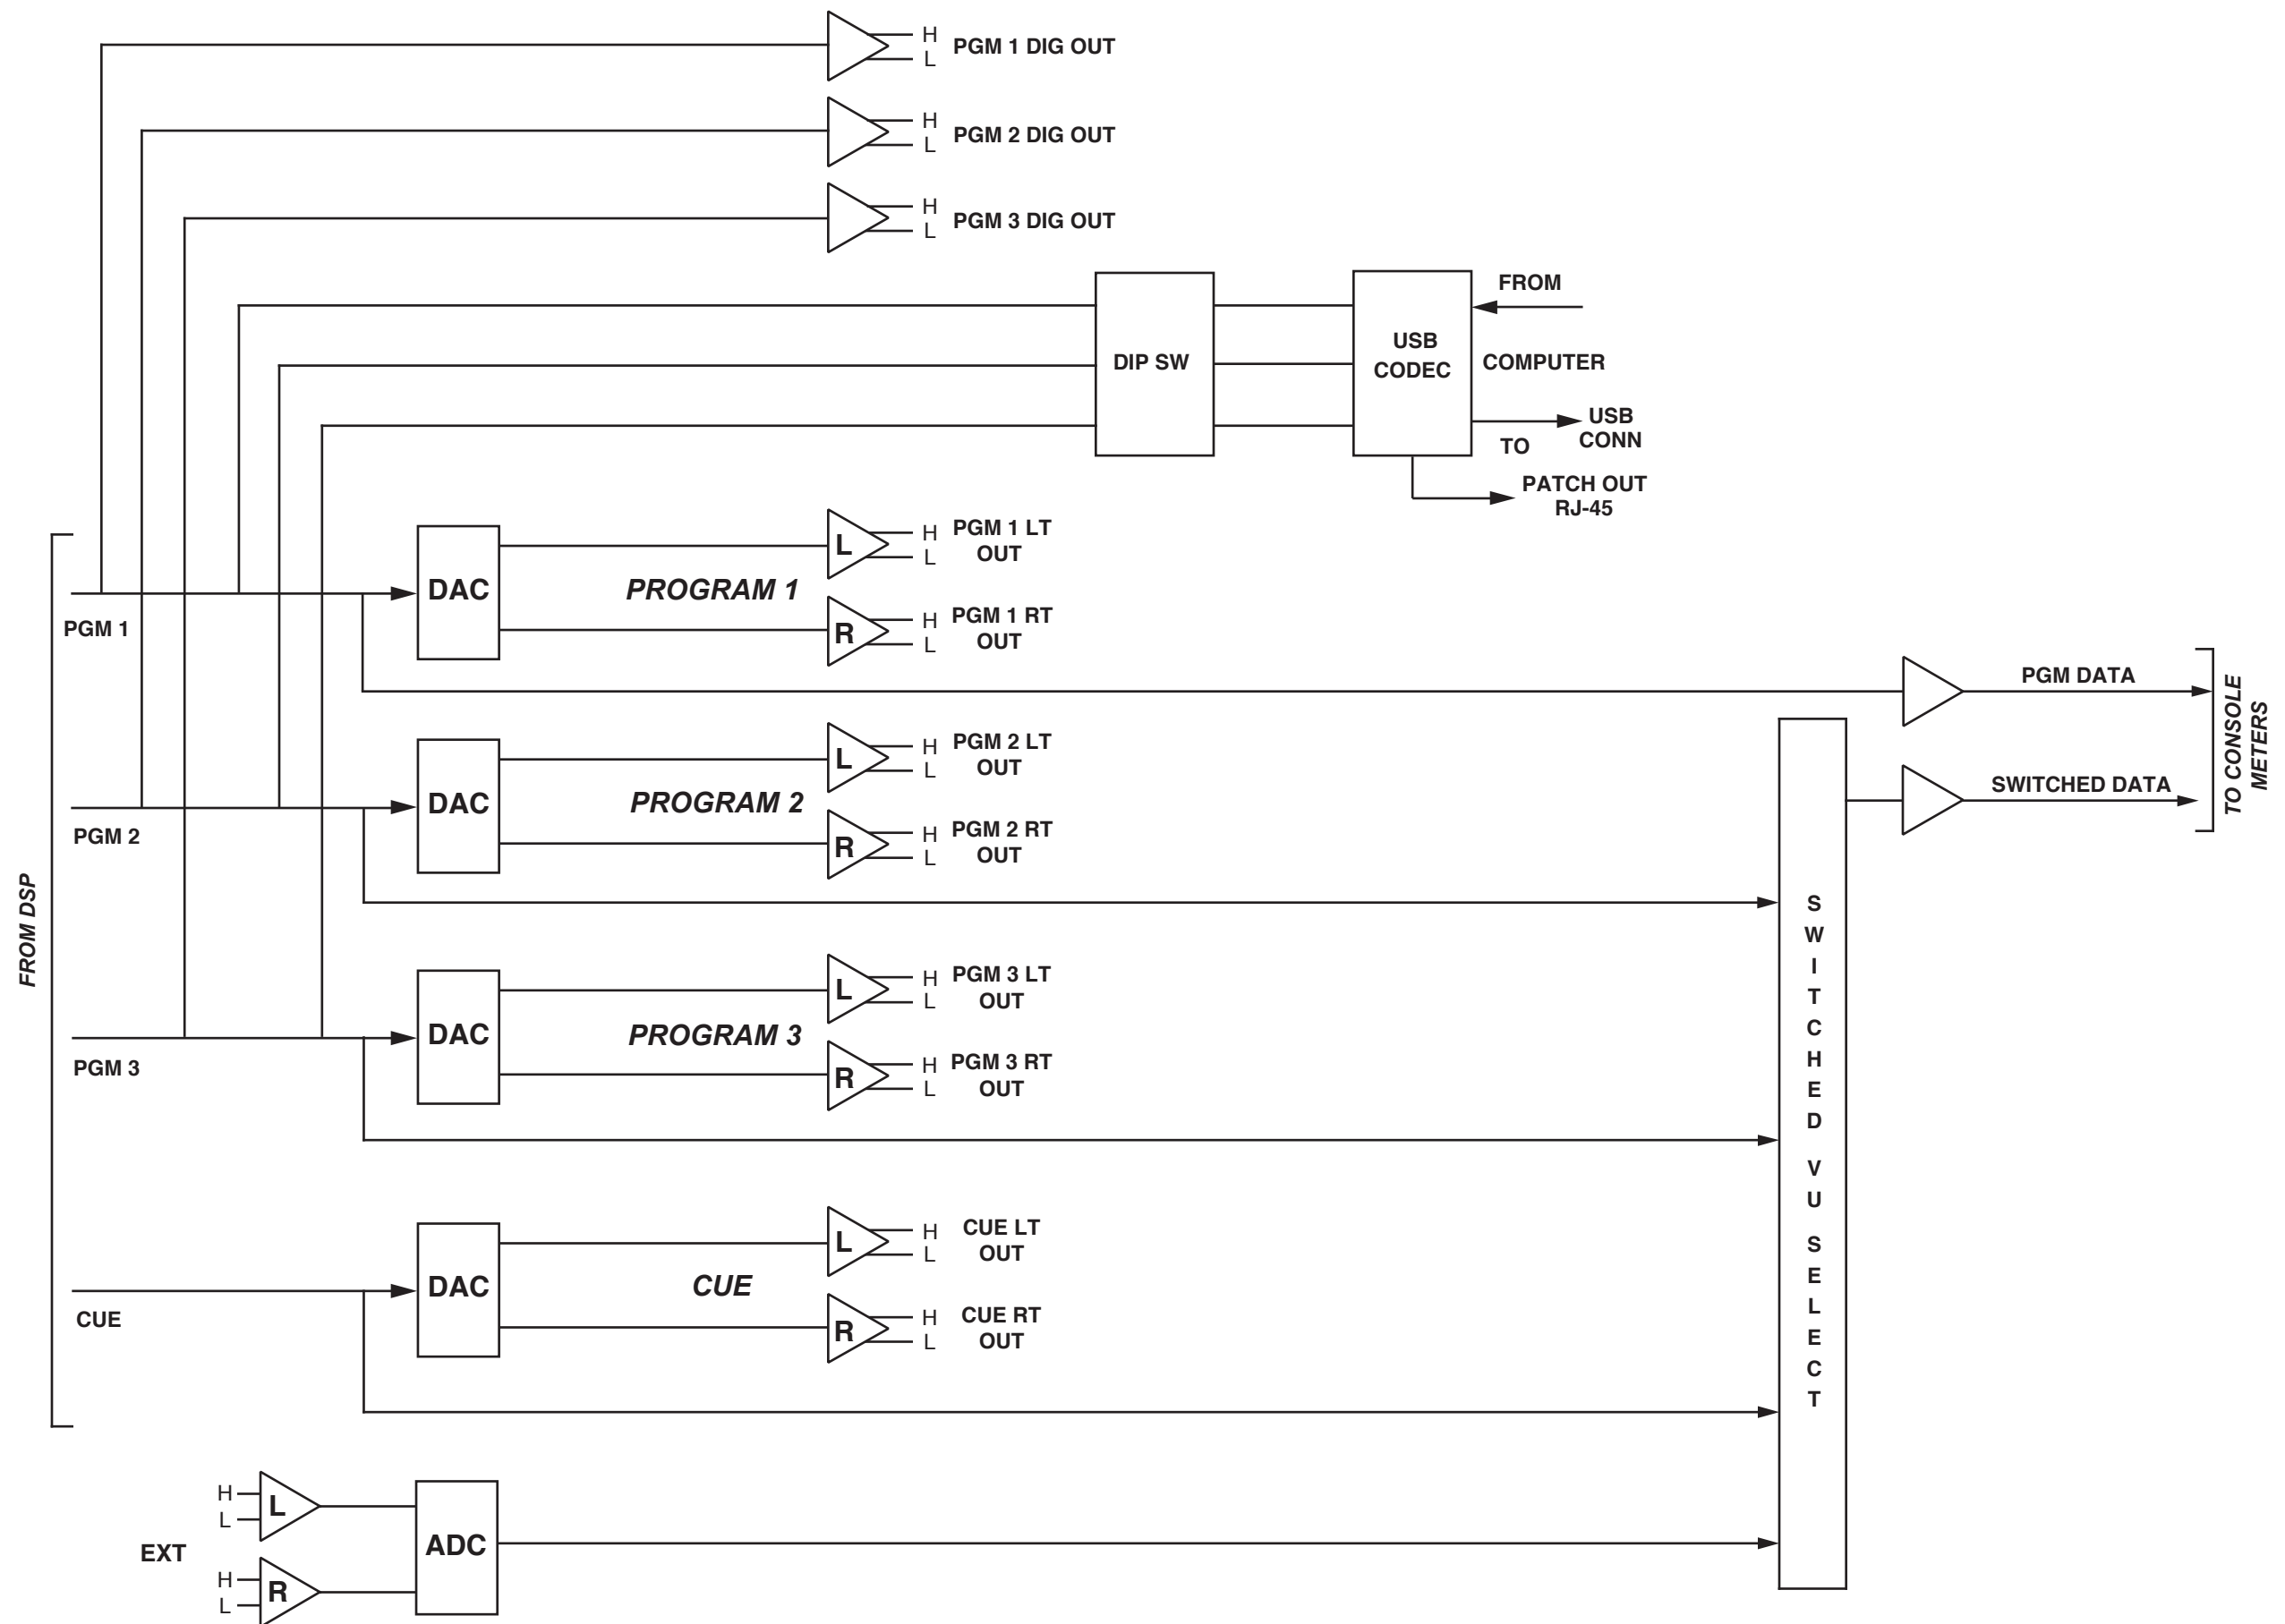 H
L
PGM 1 DIG OUT
H
L
PGM 2 DIG OUT
H
L
PGM 3 DIG OUT
DIP SW
USB
CODEC
FROM
COMPUTER
TO
USB
CONN
PATCH OUT
RJ-45
FROM DSP
PGM 1
DAC
PROGRAM 1
L
H
L
PGM 1 LT
OUT
R
H
L
PGM 1 RT
OUT
PGM DATA
SWITCHED DATA
TO CONSOLE
METERS
PGM 2
DAC
PROGRAM 2
L
H
L
PGM 2 LT
OUT
R
H
L
PGM 2 RT
OUT
SWITCHED VU SELECT
PGM 3
DAC
PROGRAM 3
L
H
L
PGM 3 LT
OUT
R
H
L
PGM 3 RT
OUT
CUE
DAC
CUE
L
H
L
CUE LT
OUT
R
H
L
CUE RT
OUT
EXT
H
L
L
H
L
R
ADC